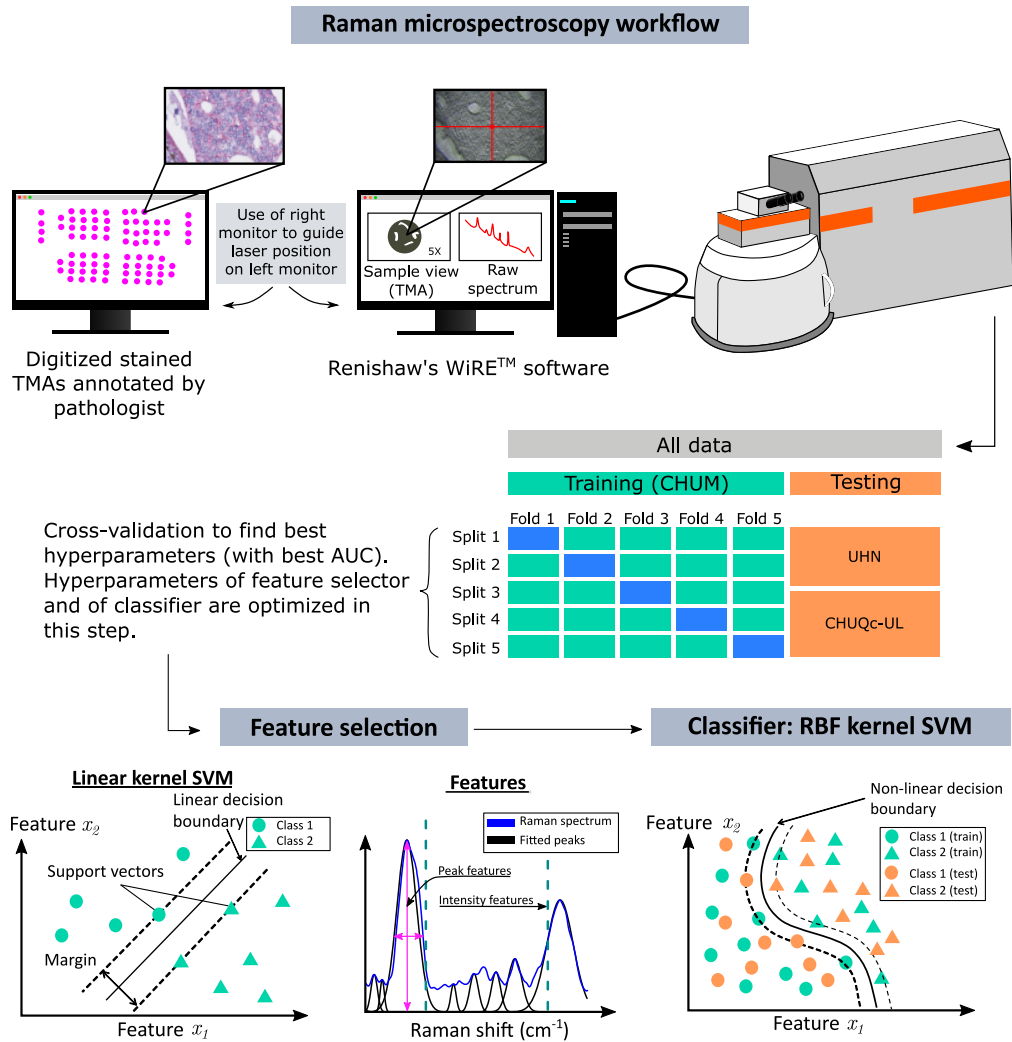 Raman microspectroscopy workflow
Use of right
monitor to guide
laser position
on left monitor
5X
Sample view
(TMA)
Raw
spectrum
Digitized stained
TMAs annotated by
pathologist
Renishaw's WiRE™ software
All data
Training (CHUM)
Testing
Fold 1 Fold 2 Fold 3 Fold 4 Fold 5
Split 1
Split 2
Split 3
Split 4
Split 5
UHN
CHUQc-UL
Cross-validation to find best
hyperparameters (with best AUC).
Hyperparameters of feature selector
and of classifier are optimized in
this step.
Feature selection
Classifier: RBF kernel SVM
Linear kernel SVM
Linear decision
boundary
Feature x₂
Class 1
Class 2
Support vectors
Margin
Feature x₁
Features
Raman spectrum
Fitted peaks
Peak features
Intensity features
Raman shift (cm⁻¹)
Non-linear decision
boundary
Feature x₂
Class 1 (train)
Class 2 (train)
Class 1 (test)
Class 2 (test)
Feature x₁